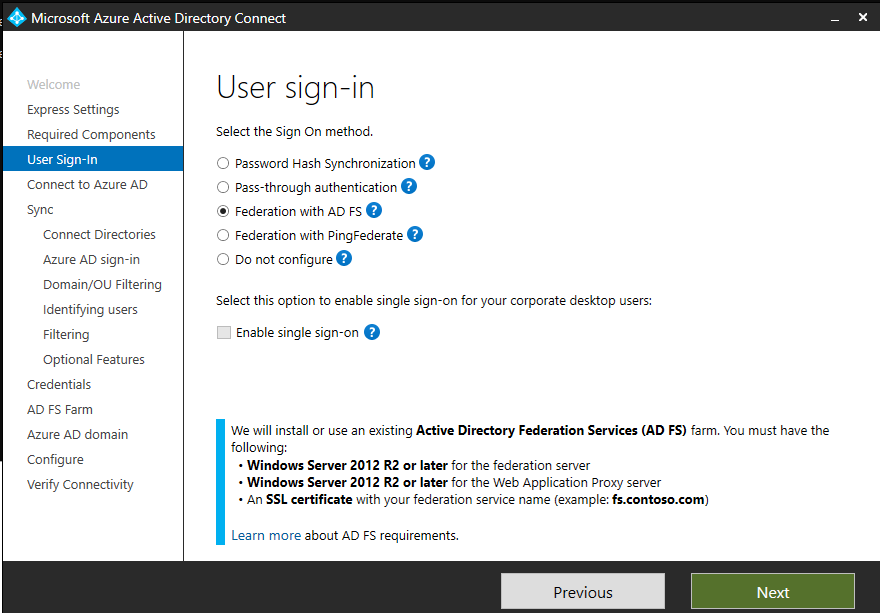 Microsoft Azure Active Directory Connect
Welcome
Express Settings
Required Components
User Sign-In
Connect to Azure AD
Sync
Connect Directories
Azure AD sign-in
Domain/OU Filtering
Identifying users
Filtering
Optional Features
Credentials
AD FS Farm
Azure AD domain
Configure
Verify Connectivity
User sign-in
Select the Sign On method.
Password Hash Synchronization ?
Pass-through authentication ?
Federation with AD FS ?
Federation with PingFederate ?
Do not configure ?
Select this option to enable single sign-on for your corporate desktop users:
Enable single sign-on ?
We will install or use an existing Active Directory Federation Services (AD FS) farm. You must have the
following:
• Windows Server 2012 R2 or later for the federation server
• Windows Server 2012 R2 or later for the Web Application Proxy server
• An SSL certificate with your federation service name (example: fs.contoso.com)
Learn more about AD FS requirements.
Previous
Next